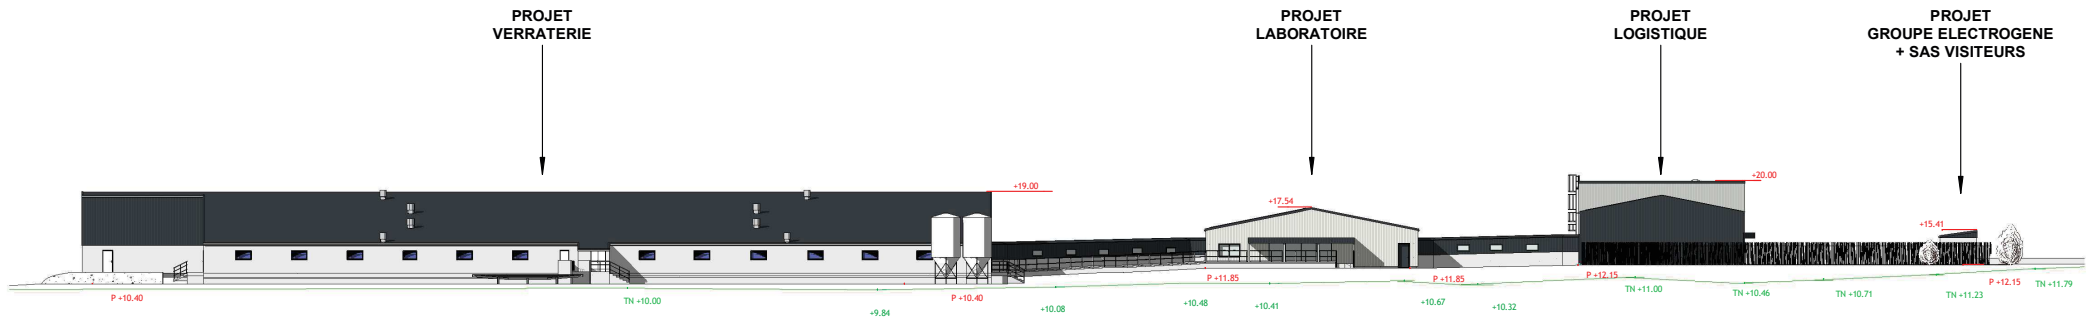 PROJET
VERRATERIE
PROJET
LABORATOIRE
PROJET
LOGISTIQUE
PROJET
GROUPE ELECTROGENE
+ SAS VISITEURS
+19.00
+17.54
+20.00
+15.41
P +10.40
TN +10.00
+9.84
P +10.40
+10.08
+10.48
P +11.85
+10.41
+10.67
P +11.85
+10.32
P +12.15
TN +11.00
TN +10.46
TN +10.71
TN +11.23
P +12.15
TN +11.79